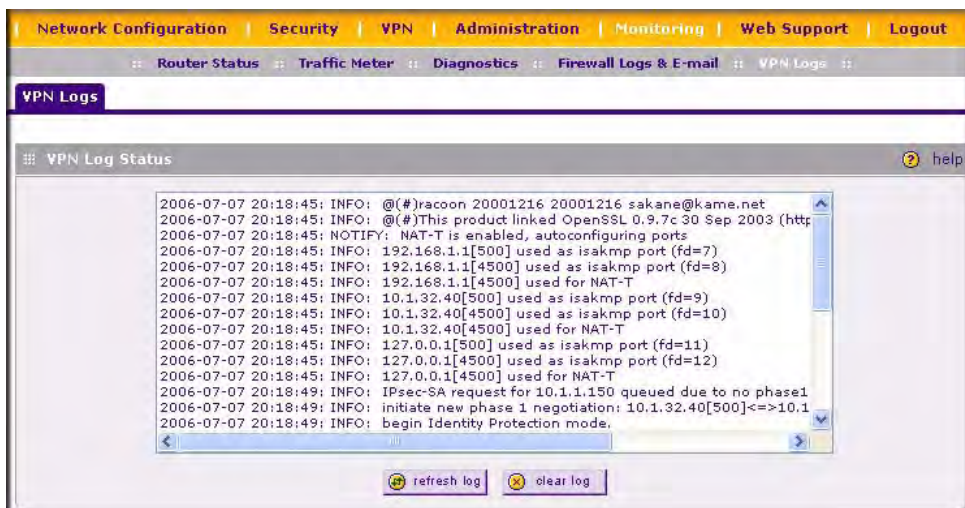 Network Configuration | Security | VPN | Administration | Monitoring | Web Support | Logout
:: Router Status :: Traffic Meter :: Diagnostics :: Firewall Logs & E-mail :: VPN Logs ::
VPN Logs
VPN Log Status ? help
2006-07-07 20:18:45: INFO: @(#)racoon 20001216 20001216 sakane@kame.net
2006-07-07 20:18:45: INFO: @(#)This product linked OpenSSL 0.9.7c 30 Sep 2003 (http
2006-07-07 20:18:45: NOTIFY: NAT-T is enabled, autoconfiguring ports
2006-07-07 20:18:45: INFO: 192.168.1.1[500] used as isakmp port (fd=7)
2006-07-07 20:18:45: INFO: 192.168.1.1[4500] used as isakmp port (fd=8)
2006-07-07 20:18:45: INFO: 192.168.1.1[4500] used for NAT-T
2006-07-07 20:18:45: INFO: 10.1.32.40[500] used as isakmp port (fd=9)
2006-07-07 20:18:45: INFO: 10.1.32.40[4500] used as isakmp port (fd=10)
2006-07-07 20:18:45: INFO: 10.1.32.40[4500] used for NAT-T
2006-07-07 20:18:45: INFO: 127.0.0.1[500] used as isakmp port (fd=11)
2006-07-07 20:18:45: INFO: 127.0.0.1[4500] used as isakmp port (fd=12)
2006-07-07 20:18:45: INFO: 127.0.0.1[4500] used for NAT-T
2006-07-07 20:18:49: INFO: IPsec-SA request for 10.1.1.150 queued due to no phase1
2006-07-07 20:18:49: INFO: initiate new phase 1 negotiation: 10.1.32.40[500]<=>10.1
2006-07-07 20:18:49: INFO: begin Identity Protection mode.
refresh log clear log